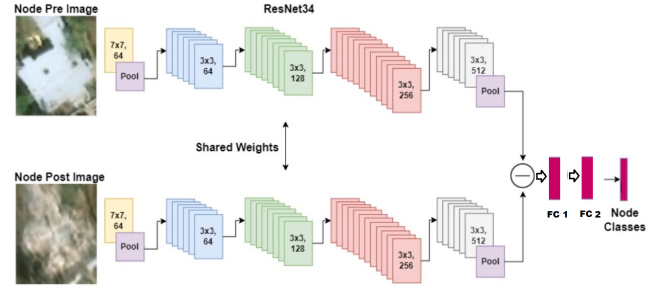 Node Pre Image
ResNet34
7x7,
64
Pool
3x3,
64
3x3,
128
3x3,
256
3x3,
512
Pool
Shared Weights
Node Post Image
7x7,
64
Pool
3x3,
64
3x3,
128
3x3,
256
3x3,
512
Pool
FC 1
FC 2
Node
Classes